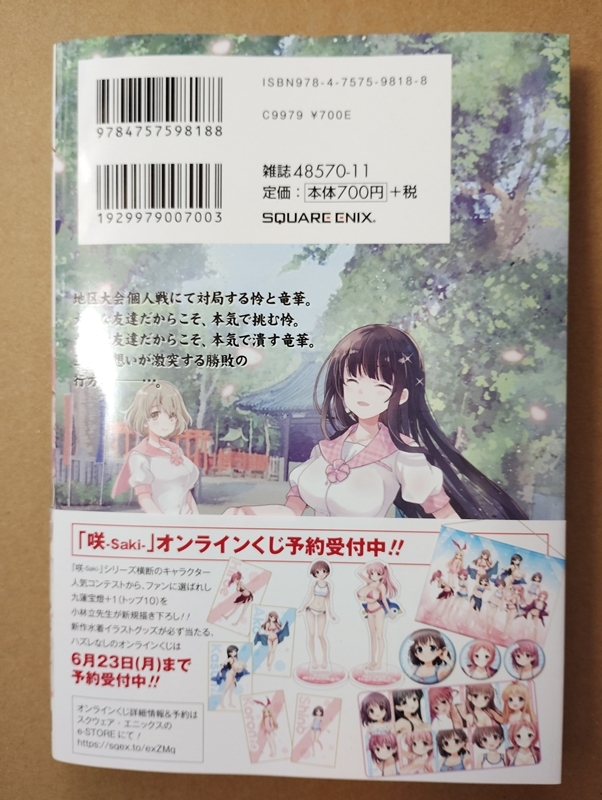 ISBN978-4-7575-9818-8
C9979 ¥700E
9784757598188
雑誌 48570-11
定価：本体700円＋税
1929979007003
SQUARE ENIX.
地区大会個人戦にて対局する怜と竜華。
友達だからこそ、本気で挑む怜。
友達だからこそ、本気で潰す竜華。
想いが激突する勝敗の
行方
…。
「咲-Saki-」オンラインくじ予約受付中!!
「咲-Saki-」シリーズ横断のキャラクター
人気コンテストから、ファンに選ばれし
九蓮宝燈+1（トップ10）を
小林立先生が新規描き下ろし!!
新作水着イラストグッズが必ず当たる、
ハズレなしのオンラインくじは
6月23日(月)まで
予約受付中!!
オンラインくじ詳細情報&予約は
スクウェア・エニックスの
e-STOREにて!
https://sqex.to/exZMq